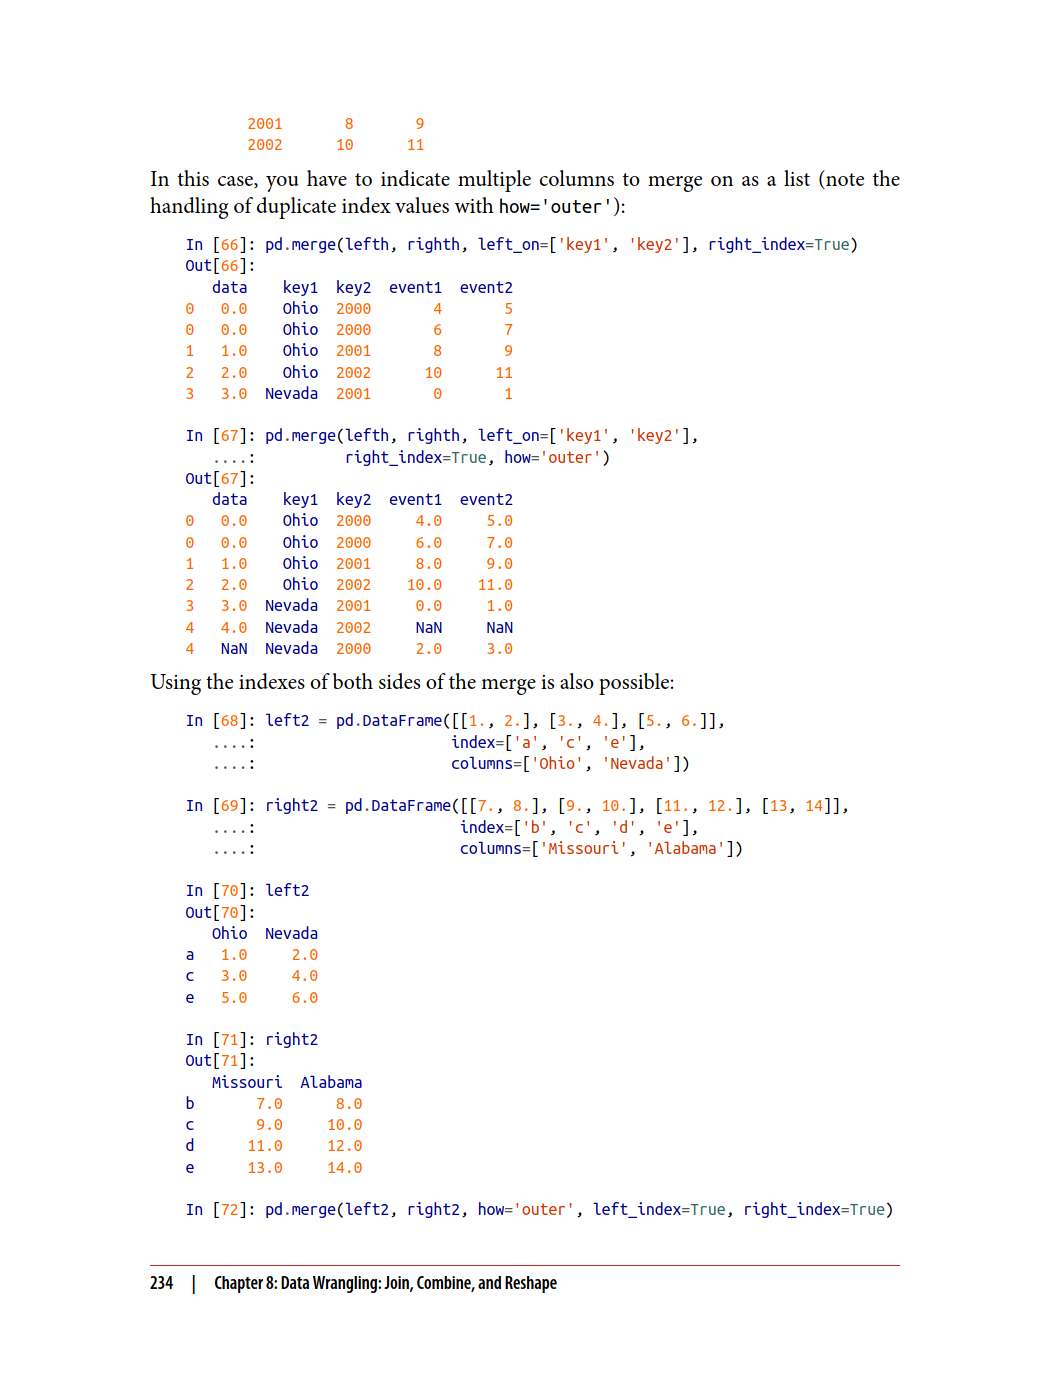 2001 8 9
2002 10 11
In this case, you have to indicate multiple columns to merge on as a list (note the
handling of duplicate index values with how='outer'):
In [66]: pd.merge(lefth, righth, left_on=['key1', 'key2'], right_index=True)
Out[66]:
data key1 key2 event1 event2
0 0.0 Ohio 2000 4 5
0 0.0 Ohio 2000 6 7
1 1.0 Ohio 2001 8 9
2 2.0 Ohio 2002 10 11
3 3.0 Nevada 2001 0 1
In [67]: pd.merge(lefth, righth, left_on=['key1', 'key2'],
....: right_index=True, how='outer')
Out[67]:
data key1 key2 event1 event2
0 0.0 Ohio 2000 4.0 5.0
0 0.0 Ohio 2000 6.0 7.0
1 1.0 Ohio 2001 8.0 9.0
2 2.0 Ohio 2002 10.0 11.0
3 3.0 Nevada 2001 0.0 1.0
4 4.0 Nevada 2002 NaN NaN
4 NaN Nevada 2000 2.0 3.0
Using the indexes of both sides of the merge is also possible:
In [68]: left2 = pd.DataFrame([[1., 2.], [3., 4.], [5., 6.]],
....: index=['a', 'c', 'e'],
....: columns=['Ohio', 'Nevada'])
In [69]: right2 = pd.DataFrame([[7., 8.], [9., 10.], [11., 12.], [13, 14]],
....: index=['b', 'c', 'd', 'e'],
....: columns=['Missouri', 'Alabama'])
In [70]: left2
Out[70]:
Ohio Nevada
a 1.0 2.0
c 3.0 4.0
e 5.0 6.0
In [71]: right2
Out[71]:
Missouri Alabama
b 7.0 8.0
c 9.0 10.0
d 11.0 12.0
e 13.0 14.0
In [72]: pd.merge(left2, right2, how='outer', left_index=True, right_index=True)
234 | Chapter 8: Data Wrangling: Join, Combine, and Reshape